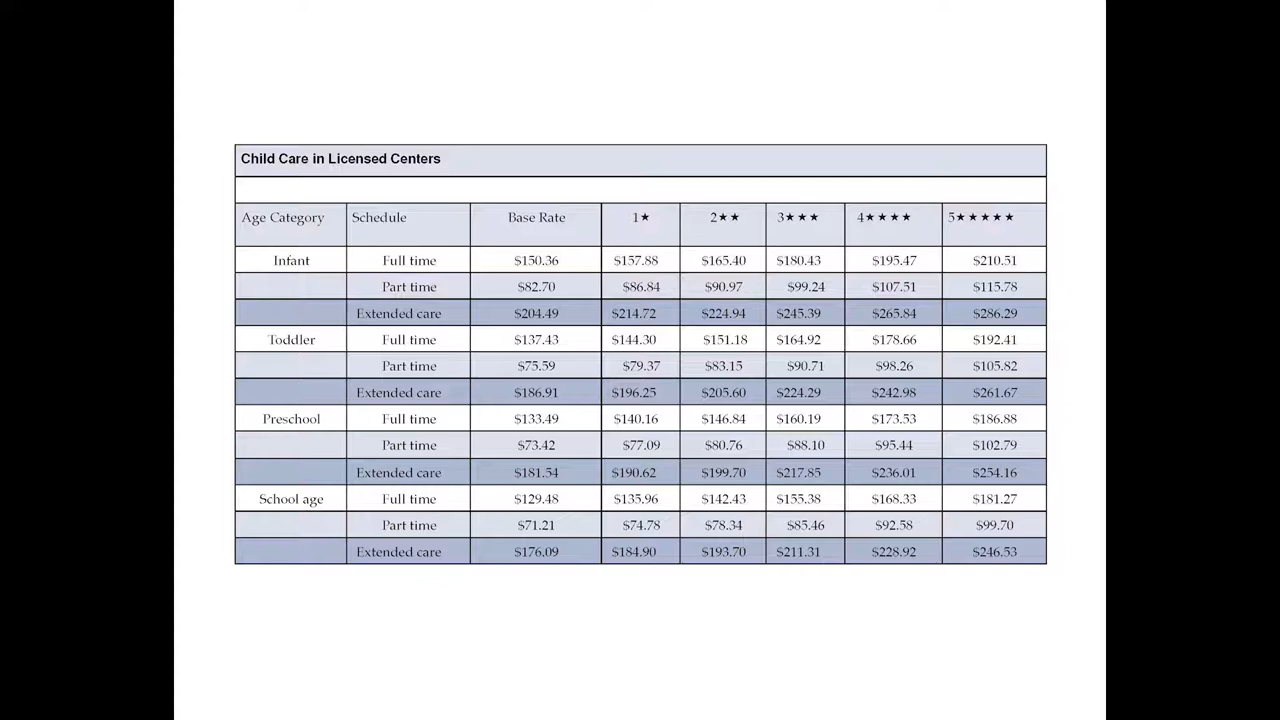 Child Care in Licensed Centers
Age Category Schedule Base Rate 1★ 2★★ 3★★★ 4★★★★ 5★★★★★
Infant Full time $150.36 $157.88 $165.40 $180.43 $195.47 $210.51
Part time $82.70 $86.84 $90.97 $99.24 $107.51 $115.78
Extended care $204.49 $214.72 $224.94 $245.39 $265.84 $286.29
Toddler Full time $137.43 $144.30 $151.18 $164.92 $178.66 $192.41
Part time $75.59 $79.37 $83.15 $90.71 $98.26 $105.82
Extended care $186.91 $196.25 $205.60 $224.29 $242.98 $261.67
Preschool Full time $133.49 $140.16 $146.84 $160.19 $173.53 $186.88
Part time $73.42 $77.09 $80.76 $88.10 $95.44 $102.79
Extended care $181.54 $190.62 $199.70 $217.85 $236.01 $254.16
School age Full time $129.48 $135.96 $142.43 $155.38 $168.33 $181.27
Part time $71.21 $74.78 $78.34 $85.46 $92.58 $99.70
Extended care $176.09 $184.90 $193.70 $211.31 $228.92 $246.53